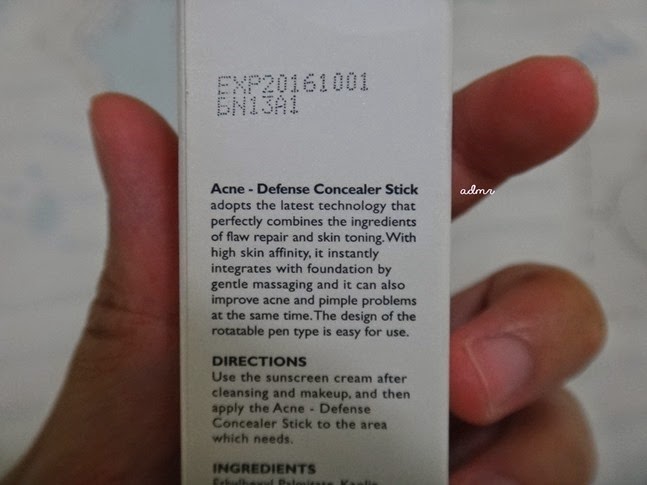 EXP20161001
BN13A1
Acne - Defense Concealer Stick
adopts the latest technology that
perfectly combines the ingredients
of flaw repair and skin toning. With
high skin affinity, it instantly
integrates with foundation by
gentle massaging and it can also
improve acne and pimple problems
at the same time. The design of the
rotatable pen type is easy for use.
admr
DIRECTIONS
Use the sunscreen cream after
cleansing and makeup, and then
apply the Acne - Defense
Concealer Stick to the area
which needs.
INGREDIENTS
Ethylhexyl Palmitate, Kaolin,